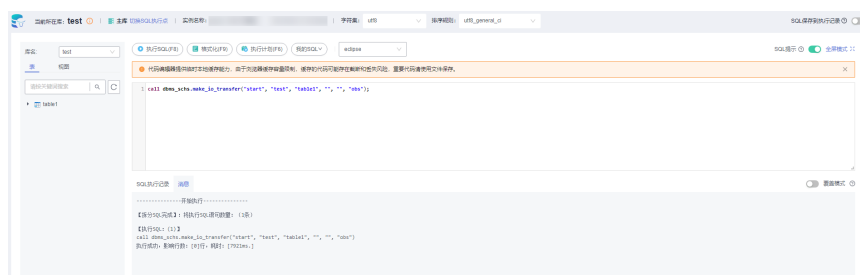 当前所在库: test | 主库 切换SQL执行点 | 实例名称: | 字符集: utf8 | 排序规则: utf8_general_ci SQL保存到执行记录
库名: test 执行SQL(F8) 格式化(F9) 执行计划(F6) 我的SQL eclipse SQL提示 全屏模式
表 视图
代码编辑器提供临时本地缓存能力,由于浏览器缓存容量限制,缓存的代码可能存在截断和丢失风险,重要代码请使用文件保存。
1 call dbms_schs.make_io_transfer("start", "test", "table1", "", "", "obs");
table1
SQL执行记录 消息 覆盖模式
---------------开始执行---------------
【拆分SQL完成】:将执行SQL语句数量:(1条)
【执行SQL:(1)】
call dbms_schs.make_io_transfer("start", "test", "table1", "", "", "obs")
执行成功,影响行数:[0]行,耗时:[7921ms.]